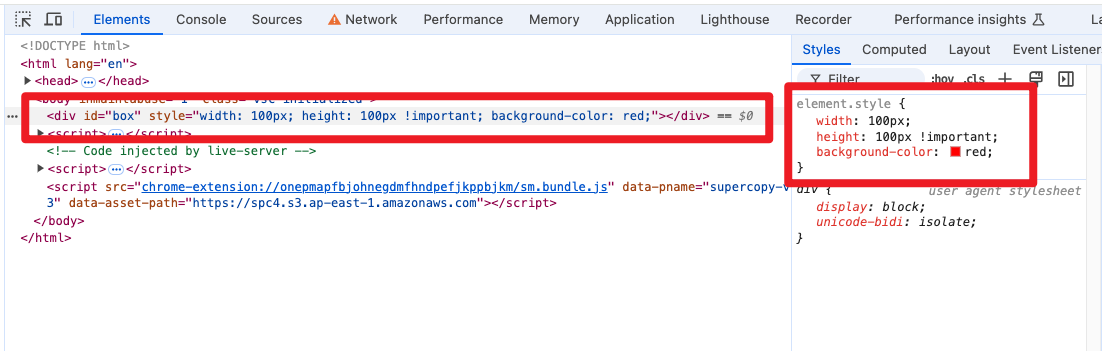 Elements Console Sources Network Performance Memory Application Lighthouse Recorder Performance insights La
<!DOCTYPE html>
<html lang="en">
<head> ··· </head>
<div id="box" style="width: 100px; height: 100px !important; background-color: red;"></div> == $0
<script> ··· </script>
<!-- Code injected by live-server -->
<script> ··· </script>
<script src="chrome-extension://onepmapfbjohnegdmfhndpefjkppbjkm/sm.bundle.js" data-pname="supercopy-v
3" data-asset-path="https://spc4.s3.ap-east-1.amazonaws.com"></script>
</body>
</html>
Styles Computed Layout Event Listener
Filter :hov .cls
element.style {
width: 100px;
height: 100px !important;
background-color: red;
}
div { user agent stylesheet
display: block;
unicode-bidi: isolate;
}